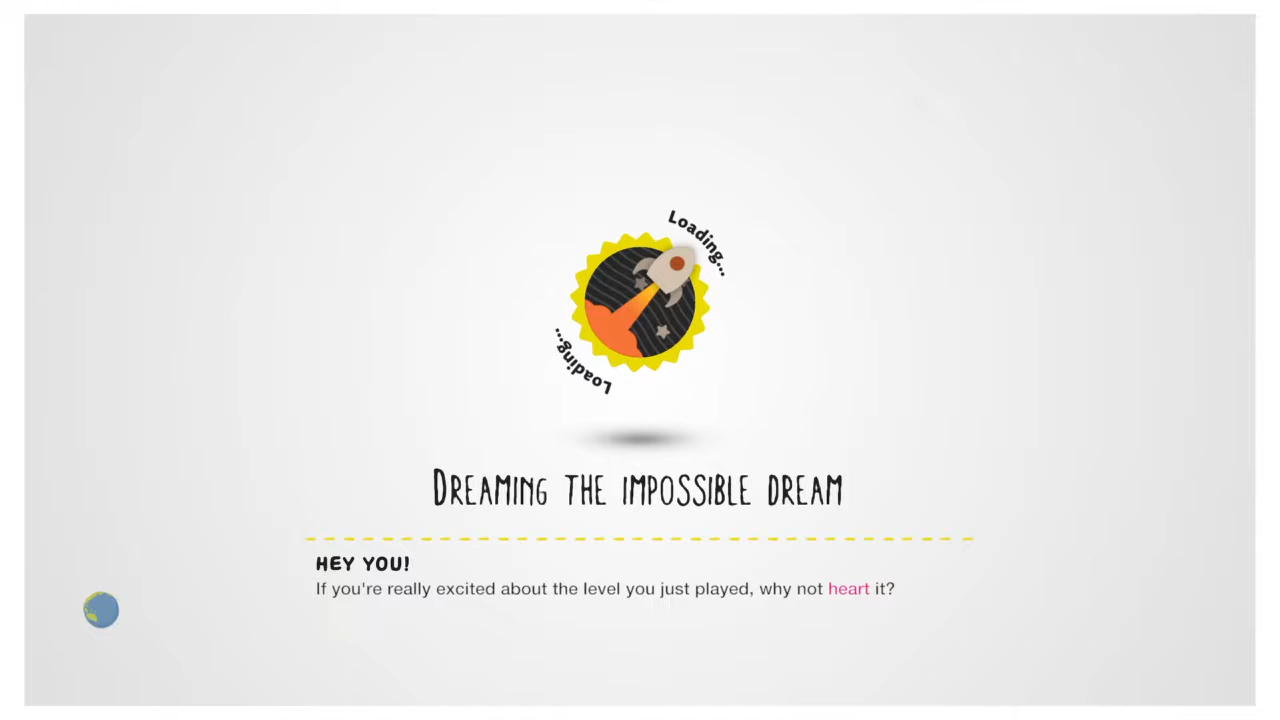 Loading...
Loading...
Dreaming the impossible dream
HEY YOU!
If you're really excited about the level you just played, why not heart it?